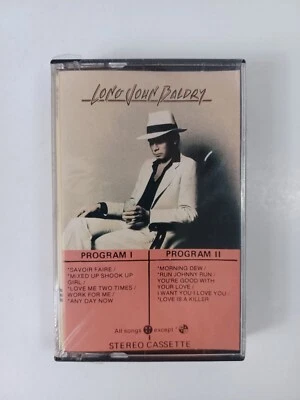 LONG JOHN BALDRY
PROGRAM I
*SAVOIR FAIRE/
*MIXED UP SHOOK UP
GIRL/
*LOVE ME TWO TIMES/
WORK FOR ME/
*ANY DAY NOW
PROGRAM II
*MORNING DEW/
*RUN JOHNNY RUN/
YOU'RE GOOD WITH
YOUR LOVE/
I WANT YOU I LOVE YOU/
*LOVE IS A KILLER
All songs except *
STEREO CASSETTE